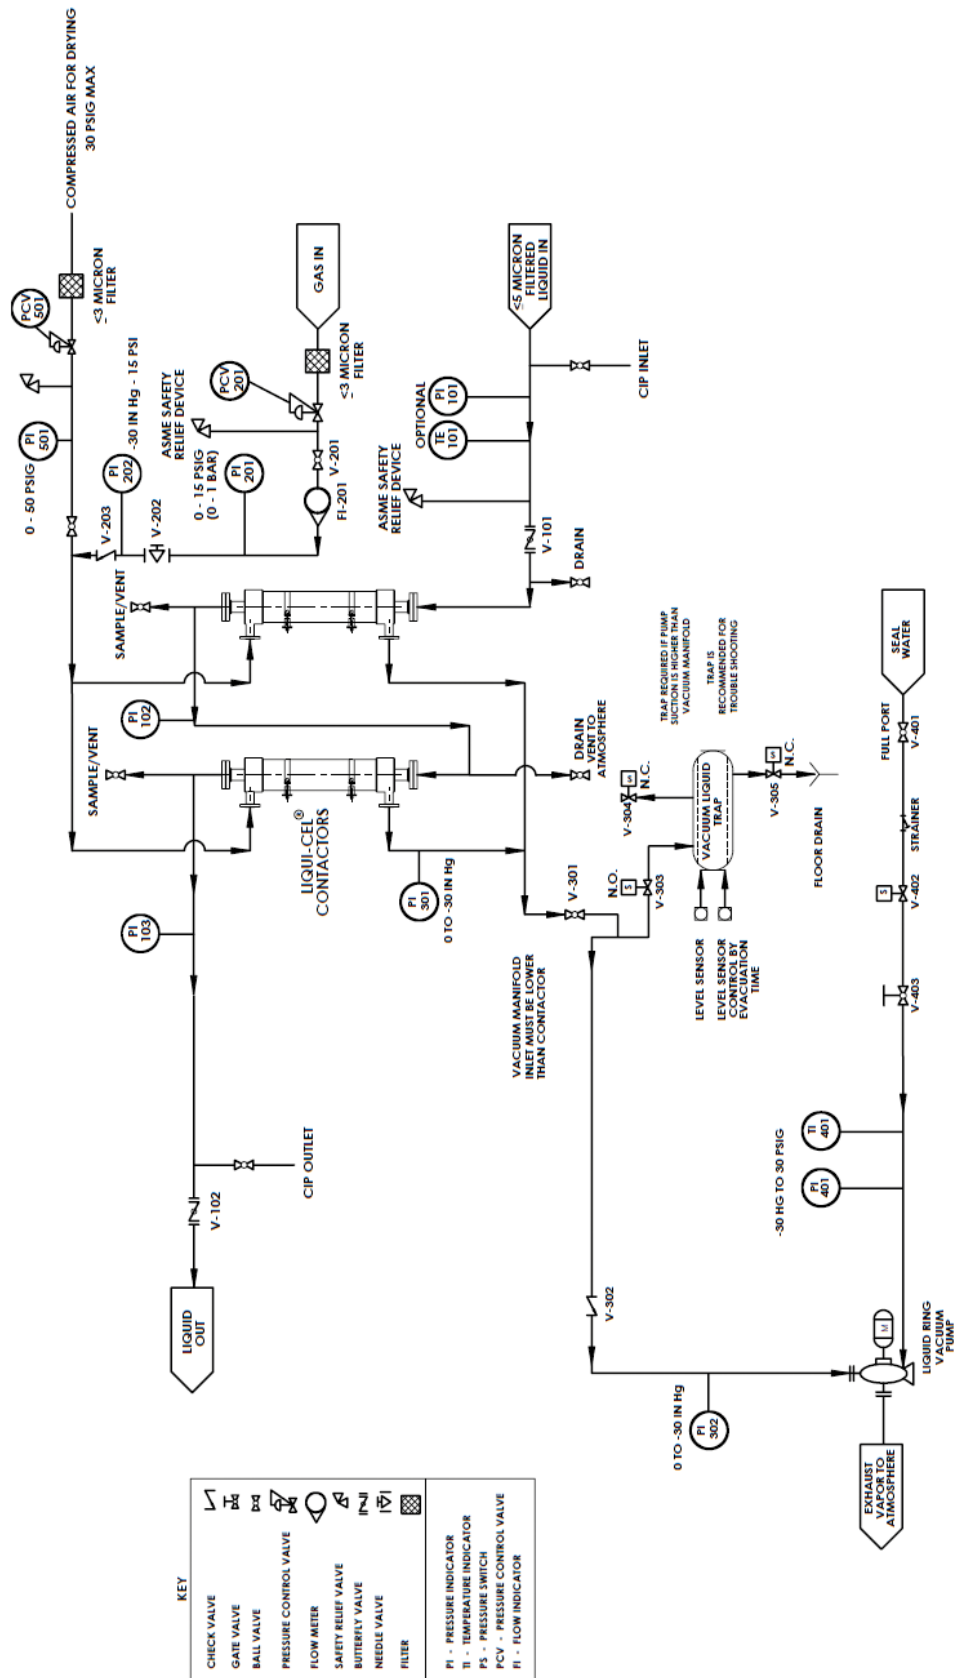 COMPRESSED AIR FOR DRYING
30 PSIG MAX
<3 MICRON
FILTER
PCV
501
PI
501
0 - 50 PSIG
GAS IN
<3 MICRON
FILTER
PCV
201
ASME SAFETY
RELIEF DEVICE
-30 IN Hg - 15 PSI
PI
202
V-203
V-202
0 - 15 PSIG
(0 - 1 BAR)
PI
201
V-201
FI-201
≤5 MICRON
FILTERED
LIQUID IN
CIP INLET
OPTIONAL
PI
101
TE
101
ASME SAFETY
RELIEF DEVICE
V-101
DRAIN
SAMPLE/VENT
PI
102
SAMPLE/VENT
LIQUI-CEL®
CONTACTORS
DRAIN
VENT TO
ATMOSPHERE
PI
103
PI
301
0 TO -30 IN Hg
V-301
VACUUM MANIFOLD
INLET MUST BE LOWER
THAN CONTACTOR
TRAP REQUIRED IF PUMP
SUCTION IS HIGHER THAN
VACUUM MANIFOLD
TRAP IS
RECOMMENDED FOR
TROUBLE SHOOTING
S
N.C.
V-304
S
N.O.
V-303
VACUUM LIQUID
TRAP
S
N.C.
V-305
FLOOR DRAIN
LEVEL SENSOR
LEVEL SENSOR
CONTROL BY
EVACUATION
TIME
SEAL
WATER
FULL PORT
V-401
STRAINER
S
V-402
V-403
TI
401
PI
401
-30 HG TO 30 PSIG
CIP OUTLET
V-102
LIQUID
OUT
V-302
0 TO -30 IN Hg
PI
302
M
LIQUID RING
VACUUM
PUMP
EXHAUST
VAPOR TO
ATMOSPHERE
KEY
CHECK VALVE
GATE VALVE
BALL VALVE
PRESSURE CONTROL VALVE
FLOW METER
SAFETY RELIEF VALVE
BUTTERFLY VALVE
NEEDLE VALVE
FILTER
PI - PRESSURE INDICATOR
TI - TEMPERATURE INDICATOR
PS - PRESSURE SWITCH
PCV - PRESSURE CONTROL VALVE
FI - FLOW INDICATOR